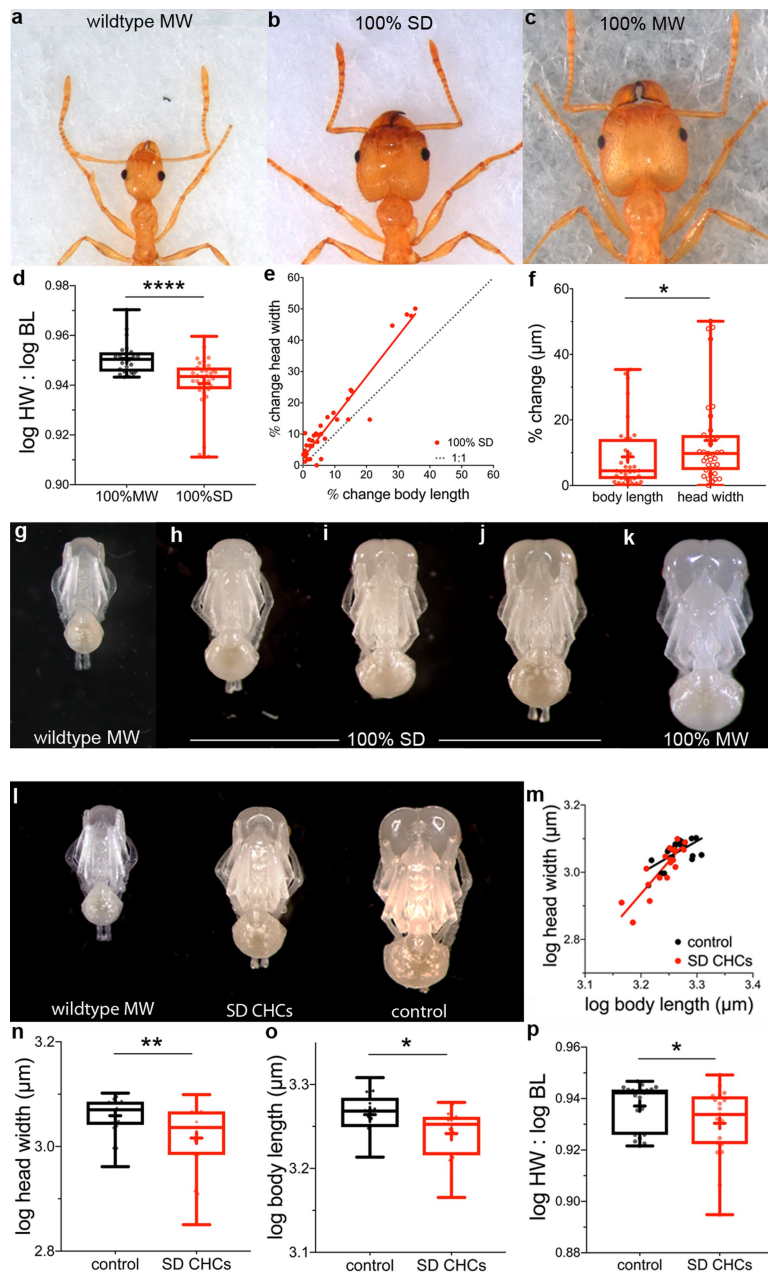 a wildtype MW
b 100% SD
c 100% MW
d
0.98
0.96
0.94
0.92
0.90
log HW : log BL
****
100%MW 100%SD
e
60
50
40
30
20
10
0
% change head width
100% SD
1:1
0 10 20 30 40 50 60
% change body length
f
60
40
20
0
% change (μm)
*
body length head width
g
h
i
j
k
wildtype MW
100% SD
100% MW
l
wildtype MW
SD CHCs
control
m
3.2
3.0
2.8
log head width (μm)
control
SD CHCs
3.1 3.2 3.3 3.4
log body length (μm)
n
3.2
3.0
2.8
log head width (μm)
**
control SD CHCs
o
3.3
3.2
3.1
log body length (μm)
*
control SD CHCs
p
0.96
0.94
0.92
0.90
0.88
log HW : log BL
*
control SD CHCs